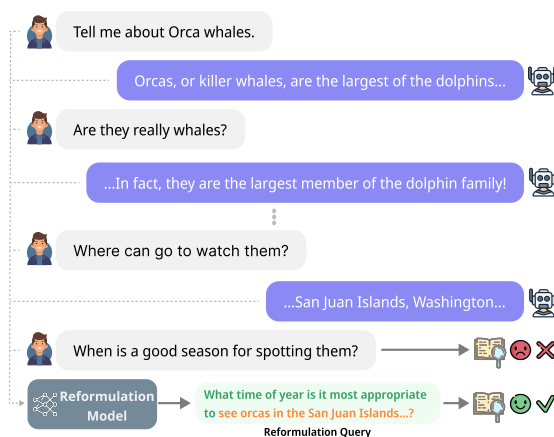 Tell me about Orca whales.
Orcas, or killer whales, are the largest of the dolphins...
Are they really whales?
...In fact, they are the largest member of the dolphin family!
Where can go to watch them?
...San Juan Islands, Washington...
When is a good season for spotting them?
Reformulation
Model
What time of year is it most appropriate
to see orcas in the San Juan Islands...?
Reformulation Query